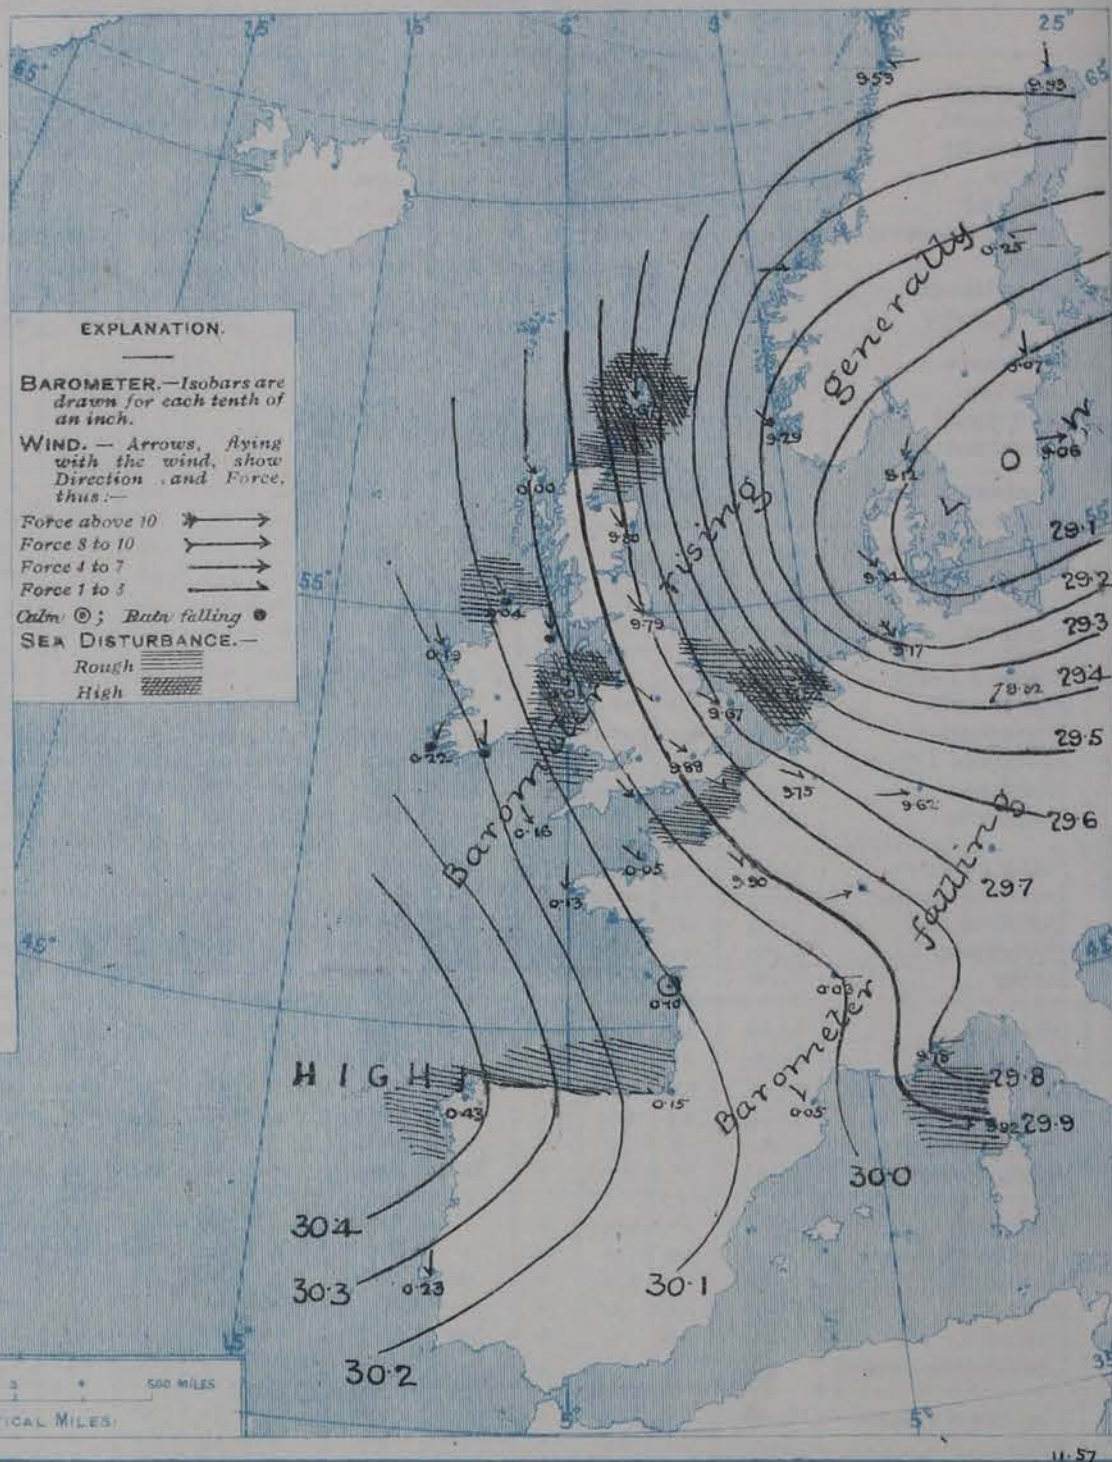 25°
15°
5°
5°
25°
65°
65°
9.53
9.93
0.25
generally
EXPLANATION.
BAROMETER.—Isobars are
drawn for each tenth of
an inch.
WIND. — Arrows, flying
with the wind, show
Direction and Force,
thus:—
Force above 10
Force 8 to 10
Force 4 to 7
Force 1 to 3
Calm ; Rain falling
SEA DISTURBANCE.—
Rough
High
0.07
9.29
9.06
9.12
L O W
0.00
9.80
rising
55°
55°
29.1
29.2
29.3
29.4
29.5
29.6
29.7
9.04
9.79
0.19
9.17
9.67
0.22
9.89
9.75
9.62
Barometer
0.16
0.05
9.90
0.13
falling
45°
45°
0.10
0.03
Barometer
HIGH
0.43
0.15
0.05
29.8
9.92
29.9
30.0
30.4
30.3
0.23
30.1
30.2
500 MILES
ICAL MILES.
5°
5°
35
11.57